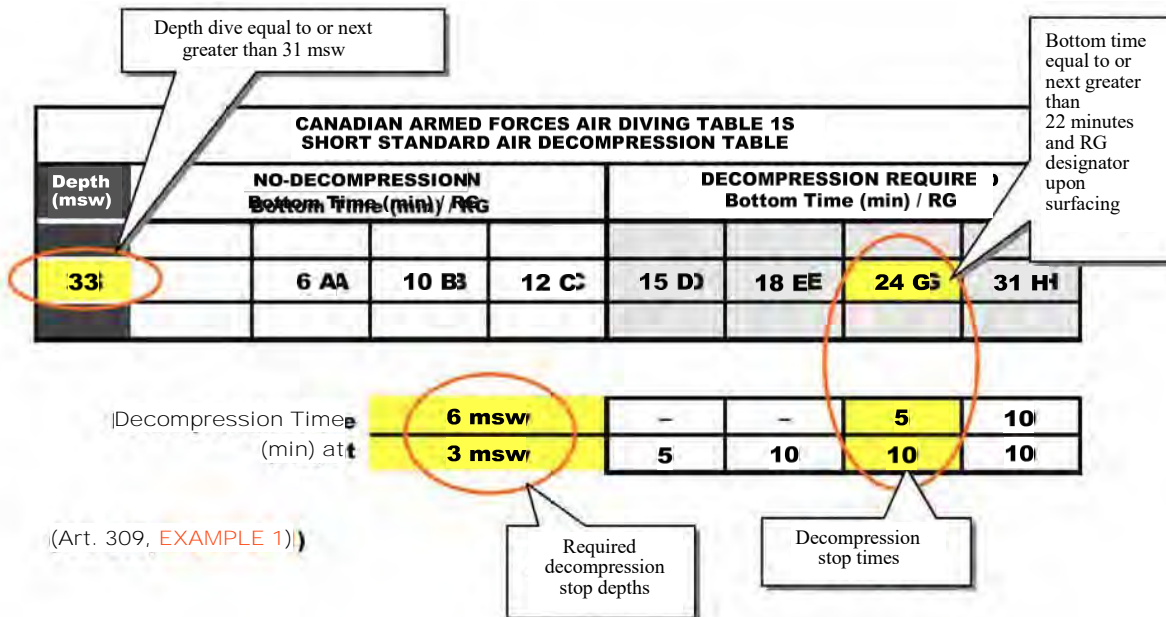 Depth dive equal to or next
greater than 31 msw
Bottom time
equal to or
next greater
than
22 minutes
and RG
designator
upon
surfacing
CANADIAN ARMED FORCES AIR DIVING TABLE 1S
SHORT STANDARD AIR DECOMPRESSION TABLE
Depth
(msw)
NO-DECOMPRESSION
Bottom Time (min) / RG
DECOMPRESSION REQUIRE D
Bottom Time (min) / RG
33 6 A 10 B 12 C 15 D 18 E 24 G 31 H
Decompression Time 6 msw – – 5 10
(min) at 3 msw 5 10 10 10
(Art. 309, EXAMPLE 1)
Required
decompression
stop depths
Decompression
stop times